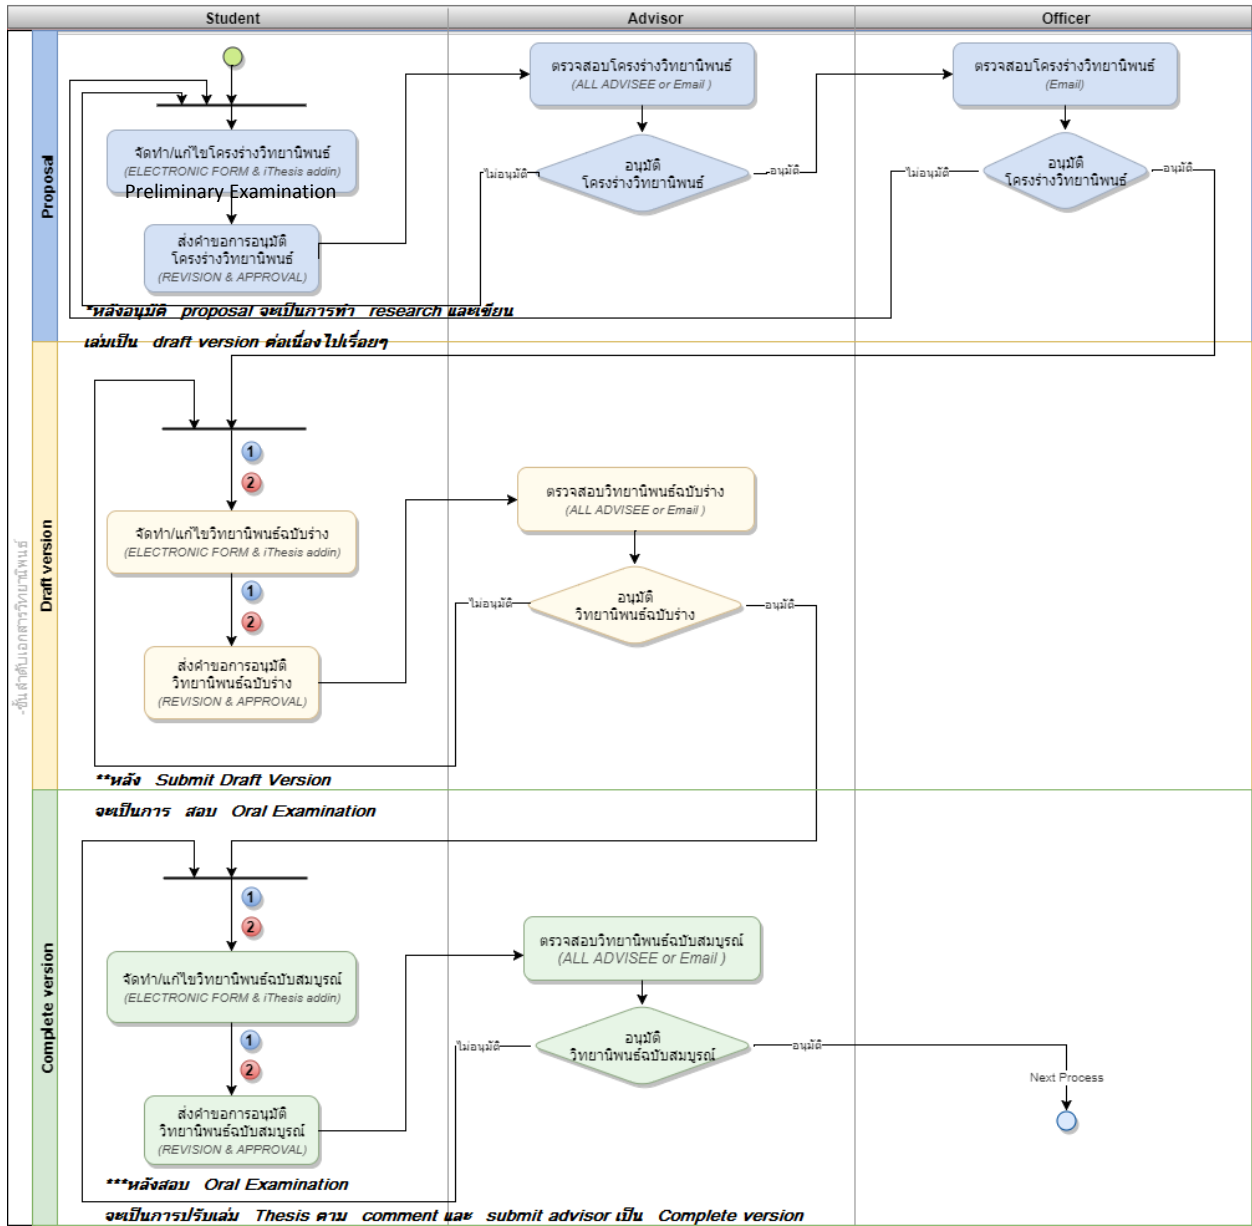 Student
Advisor
Officer
-ขั้นลำดับเอกสารวิทยานิพนธ์
Proposal
จัดทำ/แก้ไขโครงร่างวิทยานิพนธ์
(ELECTRONIC FORM & iThesis addin)
Preliminary Examination
ส่งคำขอการอนุมัติ
โครงร่างวิทยานิพนธ์
(REVISION & APPROVAL)
ตรวจสอบโครงร่างวิทยานิพนธ์
(ALL ADVISEE or Email )
อนุมัติ
โครงร่างวิทยานิพนธ์
ไม่อนุมัติ
อนุมัติ
ตรวจสอบโครงร่างวิทยานิพนธ์
(Email)
อนุมัติ
โครงร่างวิทยานิพนธ์
ไม่อนุมัติ
อนุมัติ
*หลังอนุมัติ proposal จะเป็นการทำ research และเขียน
เล่มเป็น draft version ต่อเนื่องไปเรื่อยๆ
Draft version
1
2
จัดทำ/แก้ไขวิทยานิพนธ์ฉบับร่าง
(ELECTRONIC FORM & iThesis addin)
1
2
ส่งคำขอการอนุมัติ
วิทยานิพนธ์ฉบับร่าง
(REVISION & APPROVAL)
ตรวจสอบวิทยานิพนธ์ฉบับร่าง
(ALL ADVISEE or Email )
อนุมัติ
วิทยานิพนธ์ฉบับร่าง
ไม่อนุมัติ
อนุมัติ
**หลัง Submit Draft Version
จะเป็นการ สอบ Oral Examination
Complete version
1
2
จัดทำ/แก้ไขวิทยานิพนธ์ฉบับสมบูรณ์
(ELECTRONIC FORM & iThesis addin)
1
2
ส่งคำขอการอนุมัติ
วิทยานิพนธ์ฉบับสมบูรณ์
(REVISION & APPROVAL)
ตรวจสอบวิทยานิพนธ์ฉบับสมบูรณ์
(ALL ADVISEE or Email )
อนุมัติ
วิทยานิพนธ์ฉบับสมบูรณ์
ไม่อนุมัติ
อนุมัติ
Next Process
***หลังสอบ Oral Examination
จะเป็นการปรับเล่ม Thesis ตาม comment และ submit advisor เป็น Complete version